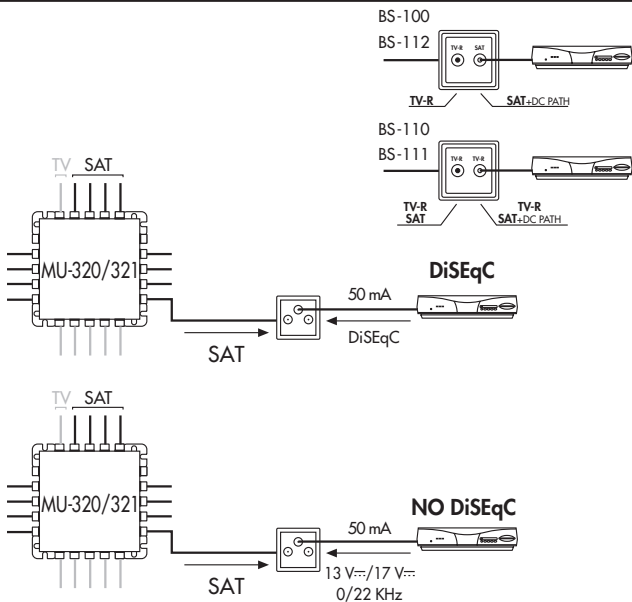 BS-100
BS-112
TV-R SAT
TV-R SAT+DC PATH
BS-110
BS-111
TV-R TV-R
TV-R TV-R
SAT SAT+DC PATH
TV SAT
MU-320/321
DiSEqC
50 mA
DiSEqC
SAT
TV SAT
MU-320/321
NO DiSEqC
50 mA
13 V⎓/17 V⎓
0/22 KHz
SAT